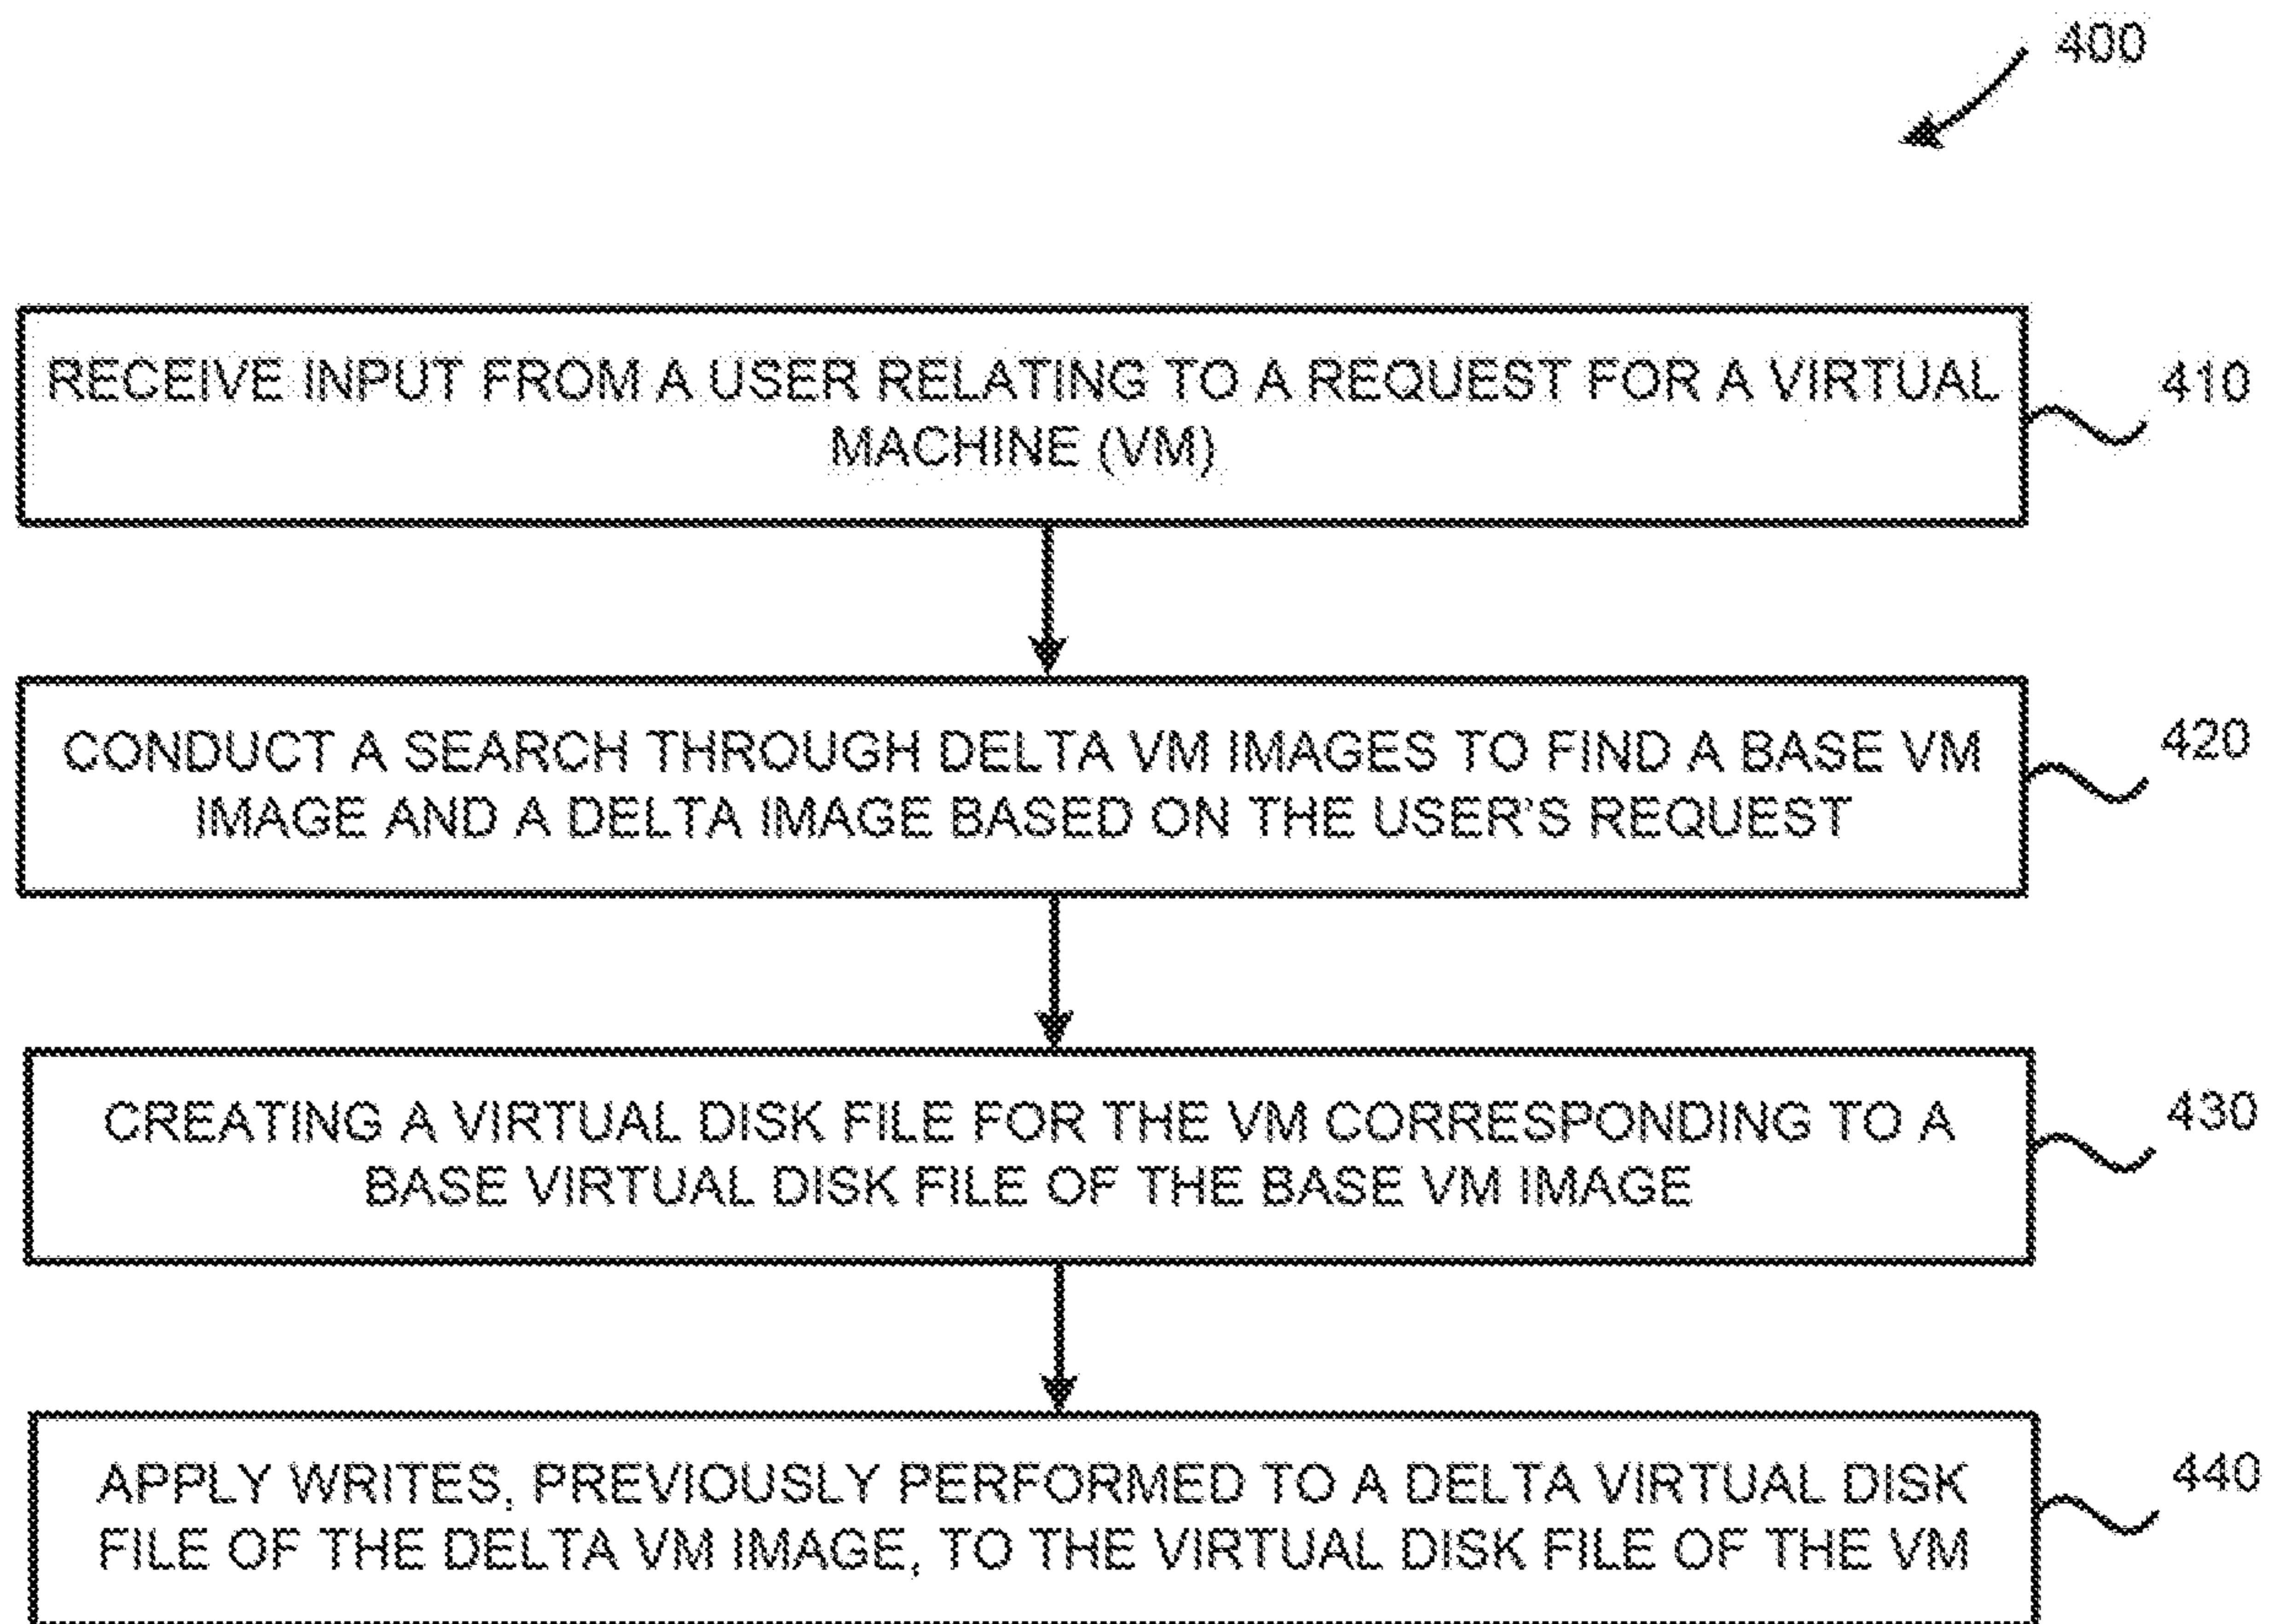 400
RECEIVE INPUT FROM A USER RELATING TO A REQUEST FOR A VIRTUAL
MACHINE (VM)
410
CONDUCT A SEARCH THROUGH DELTA VM IMAGES TO FIND A BASE VM
IMAGE AND A DELTA IMAGE BASED ON THE USER'S REQUEST
420
CREATING A VIRTUAL DISK FILE FOR THE VM CORRESPONDING TO A
BASE VIRTUAL DISK FILE OF THE BASE VM IMAGE
430
APPLY WRITES, PREVIOUSLY PERFORMED TO A DELTA VIRTUAL DISK
FILE OF THE DELTA VM IMAGE, TO THE VIRTUAL DISK FILE OF THE VM
440